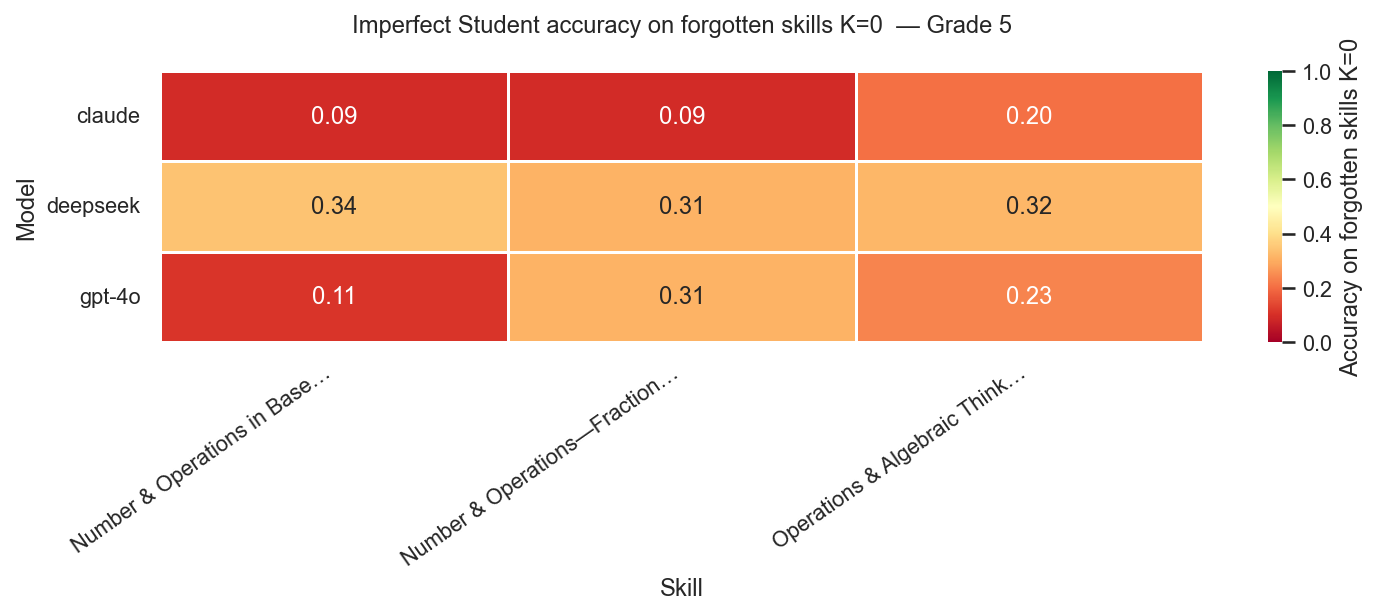 Imperfect Student accuracy on forgotten skills K=0 — Grade 5
Model
claude
0.09 0.09 0.20
deepseek
0.34 0.31 0.32
gpt-4o
0.11 0.31 0.23
Number & Operations in Base…
Number & Operations—Fraction…
Operations & Algebraic Think…
Skill
1.0
0.8
0.6
0.4
0.2
0.0
Accuracy on forgotten skills K=0